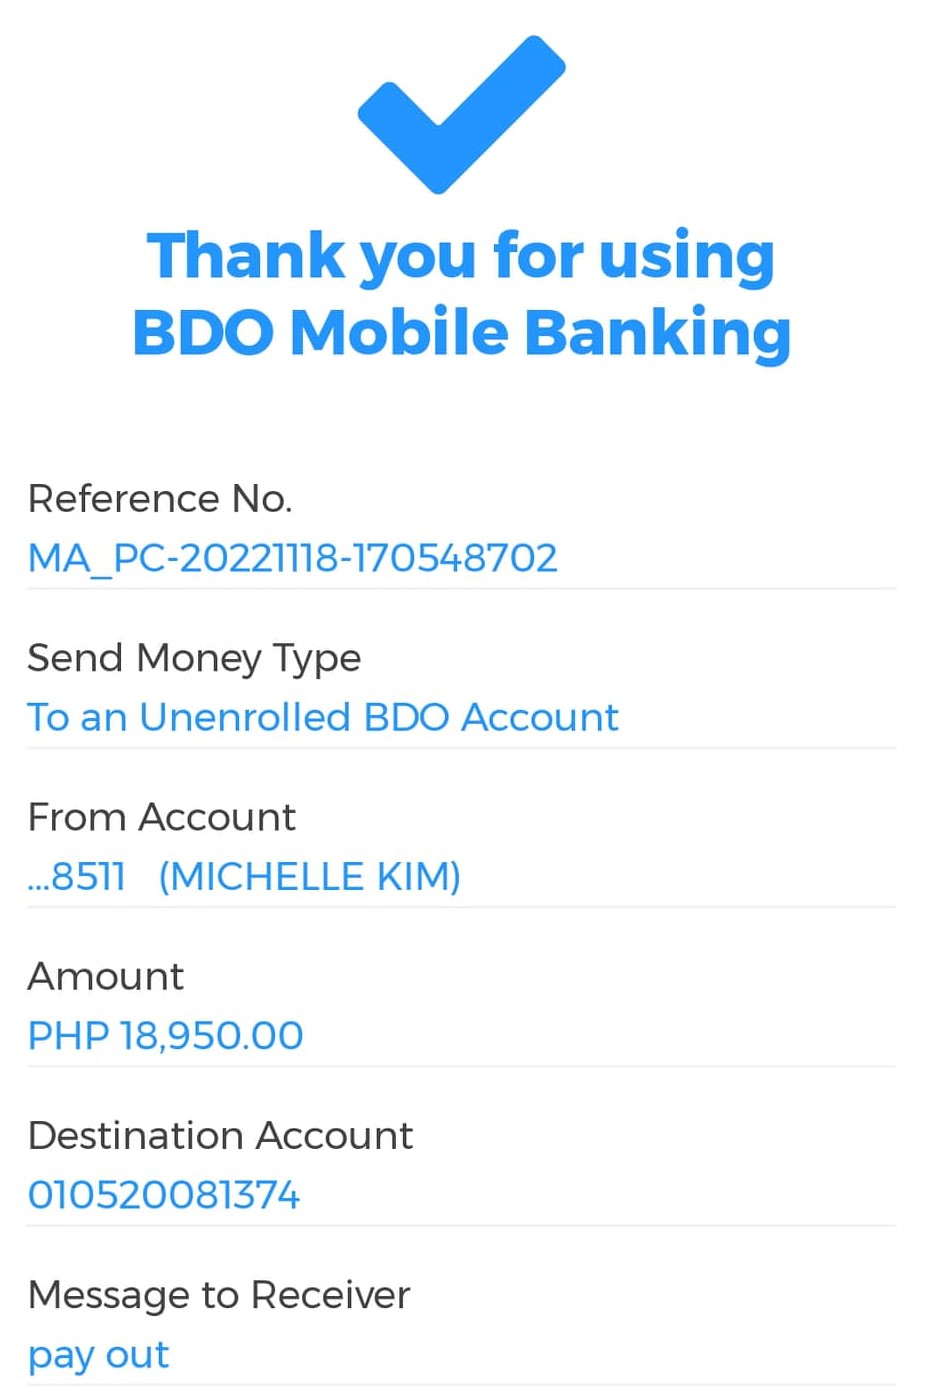 Thank you for using
BDO Mobile Banking
Reference No.
MA_PC-20221118-170548702
Send Money Type
To an Unenrolled BDO Account
From Account
...8511 (MICHELLE KIM)
Amount
PHP 18,950.00
Destination Account
010520081374
Message to Receiver
pay out